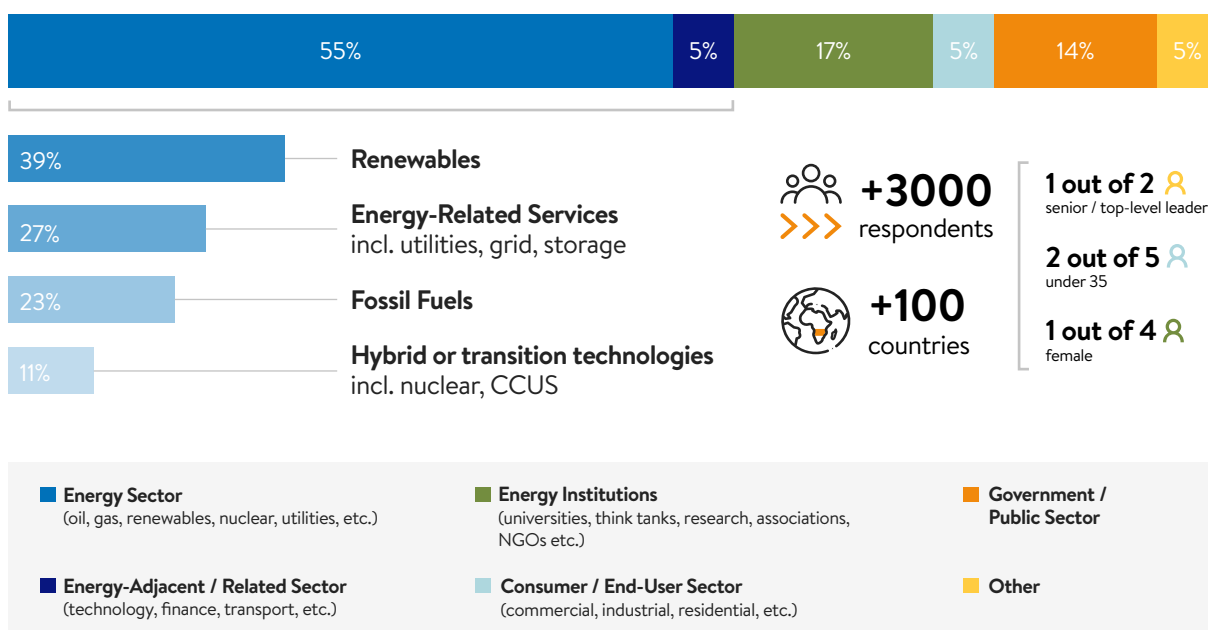 55%
5%
17%
5%
14%
5%
39%
Renewables
27%
Energy-Related Services
incl. utilities, grid, storage
23%
Fossil Fuels
11%
Hybrid or transition technologies
incl. nuclear, CCUS
+3000
respondents
+100
countries
1 out of 2
senior / top-level leader
2 out of 5
under 35
1 out of 4
female
Energy Sector
(oil, gas, renewables, nuclear, utilities, etc.)
Energy-Adjacent / Related Sector
(technology, finance, transport, etc.)
Energy Institutions
(universities, think tanks, research, associations,
NGOs etc.)
Consumer / End-User Sector
(commercial, industrial, residential, etc.)
Government /
Public Sector
Other